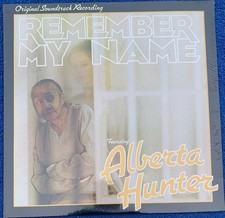 Original Soundtrack Recording
REMEMBER
MY NAME
Featuring
Alberta
Hunter